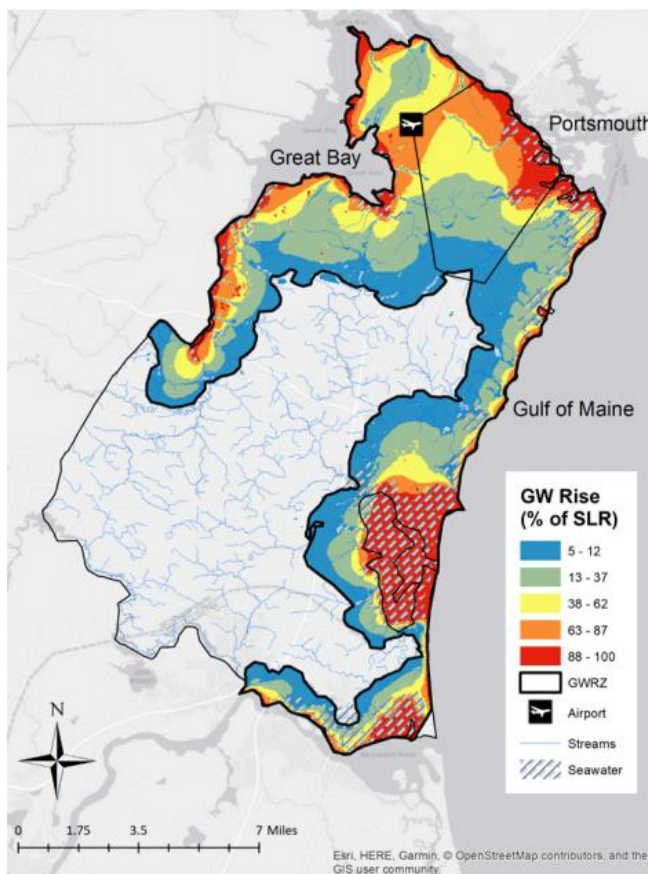 Great Bay
Portsmouth
Gulf of Maine
GW Rise
(% of SLR)
5 - 12
13 - 37
38 - 62
63 - 87
88 - 100
GWRZ
Airport
Streams
Seawater
N
0 1.75 3.5 7 Miles
Esri, HERE, Garmin, © OpenStreetMap contributors, and the
GIS user community